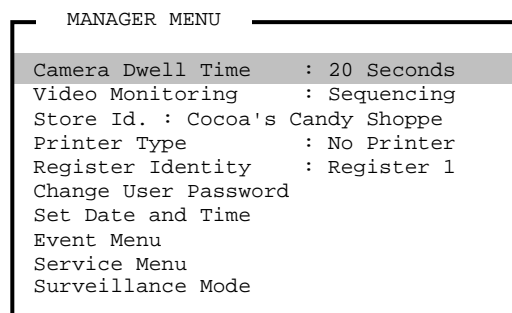 MANAGER MENU
Camera Dwell Time : 20 Seconds
Video Monitoring : Sequencing
Store Id. : Cocoa's Candy Shoppe
Printer Type : No Printer
Register Identity : Register 1
Change User Password
Set Date and Time
Event Menu
Service Menu
Surveillance Mode